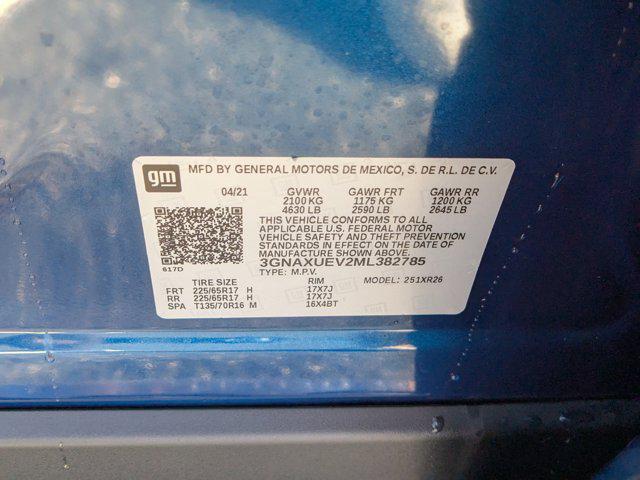 gm
MFD BY GENERAL MOTORS DE MEXICO, S. DE R.L. DE C.V.
04/21 GVWR GAWR FRT GAWR RR
2100 KG 1175 KG 1200 KG
4630 LB 2590 LB 2645 LB
THIS VEHICLE CONFORMS TO ALL
APPLICABLE U.S. FEDERAL MOTOR
VEHICLE SAFETY AND THEFT PREVENTION
STANDARDS IN EFFECT ON THE DATE OF
MANUFACTURE SHOWN ABOVE.
617D 3GNAXUEV2ML382785
TYPE: M.P.V. MODEL: 251XR26
TIRE SIZE RIM
FRT 225/65R17 H 17X7J
RR 225/65R17 H 17X7J
SPA T135/70R16 M 16X4BT